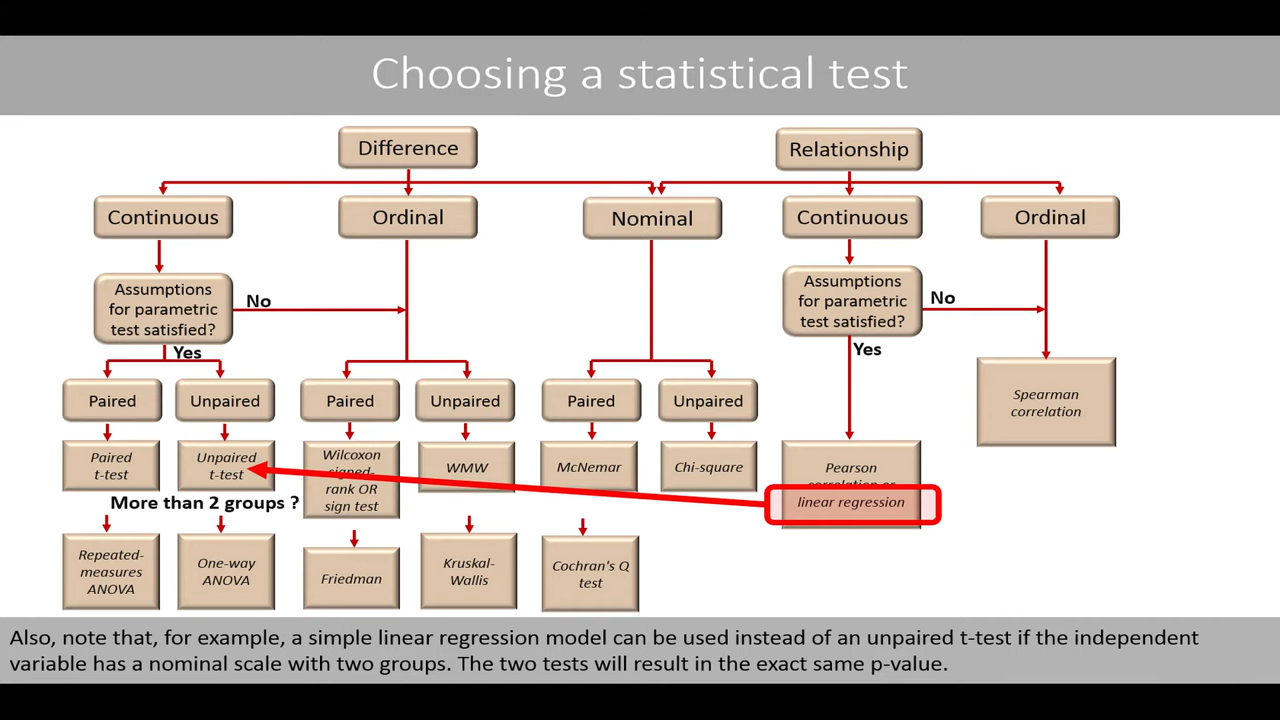 Choosing a statistical test
Difference
Relationship
Continuous
Ordinal
Nominal
Continuous
Ordinal
Assumptions
for parametric
test satisfied?
No
Yes
Assumptions
for parametric
test satisfied?
No
Yes
Paired
Unpaired
Paired
Unpaired
Paired
Unpaired
Spearman
correlation
Paired
t-test
Unpaired
t-test
Wilcoxon
signed-
rank OR
sign test
WMW
McNemar
Chi-square
Pearson
correlation or
linear regression
More than 2 groups ?
Repeated-
measures
ANOVA
One-way
ANOVA
Friedman
Kruskal-
Wallis
Cochran's Q
test
Also, note that, for example, a simple linear regression model can be used instead of an unpaired t-test if the independent
variable has a nominal scale with two groups. The two tests will result in the exact same p-value.